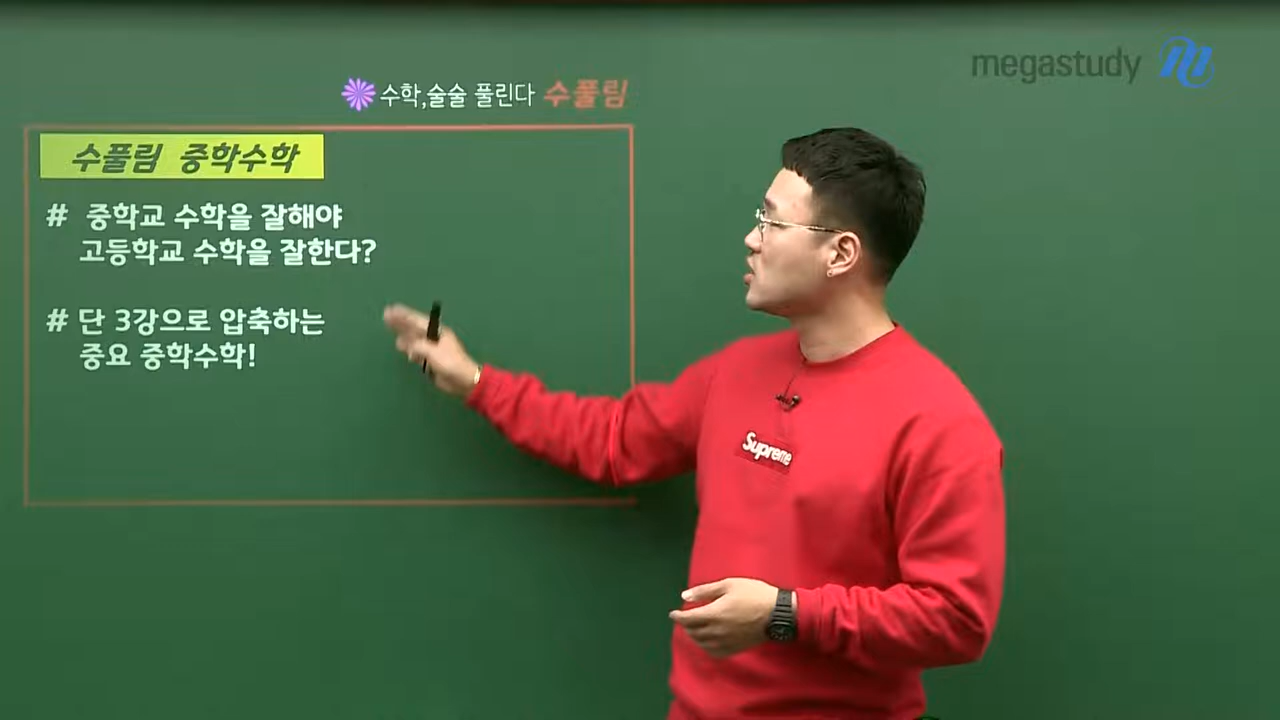 megastudy
수학,술술 풀린다 수풀림
수풀림 중학수학
# 중학교 수학을 잘해야
고등학교 수학을 잘한다?
# 단 3강으로 압축하는
중요 중학수학!
Supreme